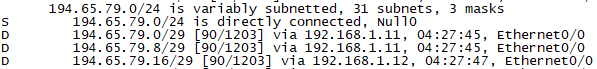 194.65.79.0/24 is variably subnetted, 31 subnets, 3 masks
S 194.65.79.0/24 is directly connected, Null0
D 194.65.79.0/29 [90/1203] via 192.168.1.11, 04:27:45, Ethernet0/0
D 194.65.79.8/29 [90/1203] via 192.168.1.11, 04:27:45, Ethernet0/0
D 194.65.79.16/29 [90/1203] via 192.168.1.12, 04:27:47, Ethernet0/0